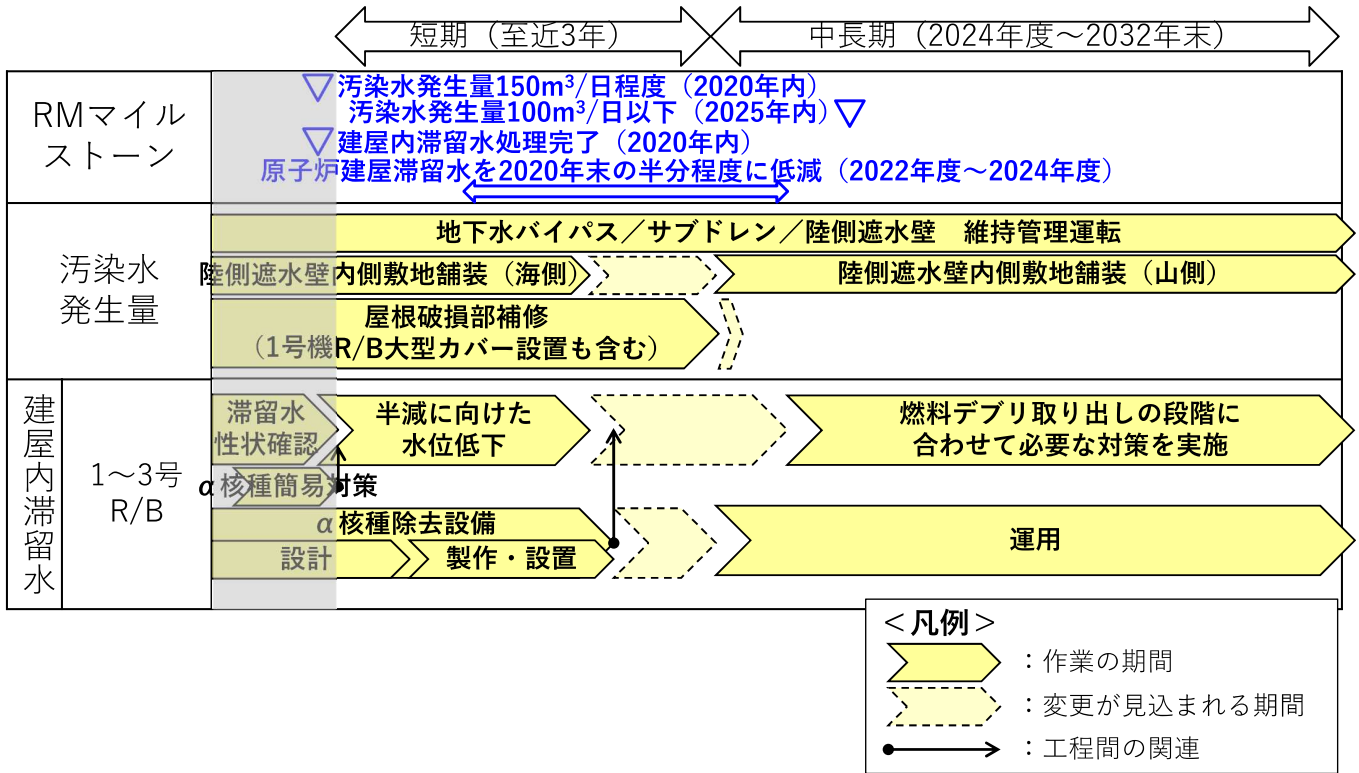 短期（至近3年）
中長期（2024年度～2032年末）
RMマイル
ストーン
汚染水発生量150m³/日程度（2020年内）
汚染水発生量100m³/日以下（2025年内）
建屋内滞留水処理完了（2020年内）
原子炉建屋滞留水を2020年末の半分程度に低減（2022年度～2024年度）
汚染水
発生量
地下水バイパス／サブドレン／陸側遮水壁　維持管理運転
陸側遮水壁内側敷地舗装（海側）
陸側遮水壁内側敷地舗装（山側）
屋根破損部補修
（1号機R/B大型カバー設置も含む）
建屋内滞留水
1～3号
R/B
滞留水
性状確認
半減に向けた
水位低下
燃料デブリ取り出しの段階に
合わせて必要な対策を実施
α核種簡易対策
α核種除去設備
設計
製作・設置
運用
＜凡例＞
：作業の期間
：変更が見込まれる期間
：工程間の関連